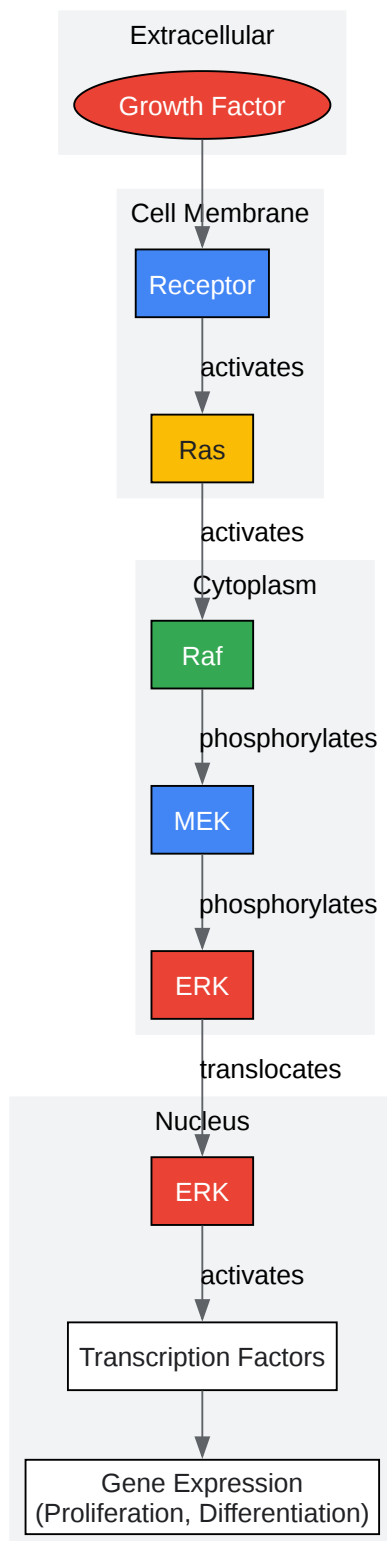 Extracellular
Growth Factor
Cell Membrane
Receptor
activates
Ras
activates
Cytoplasm
Raf
phosphorylates
MEK
phosphorylates
ERK
translocates
Nucleus
ERK
activates
Transcription Factors
Gene Expression
(Proliferation, Differentiation)